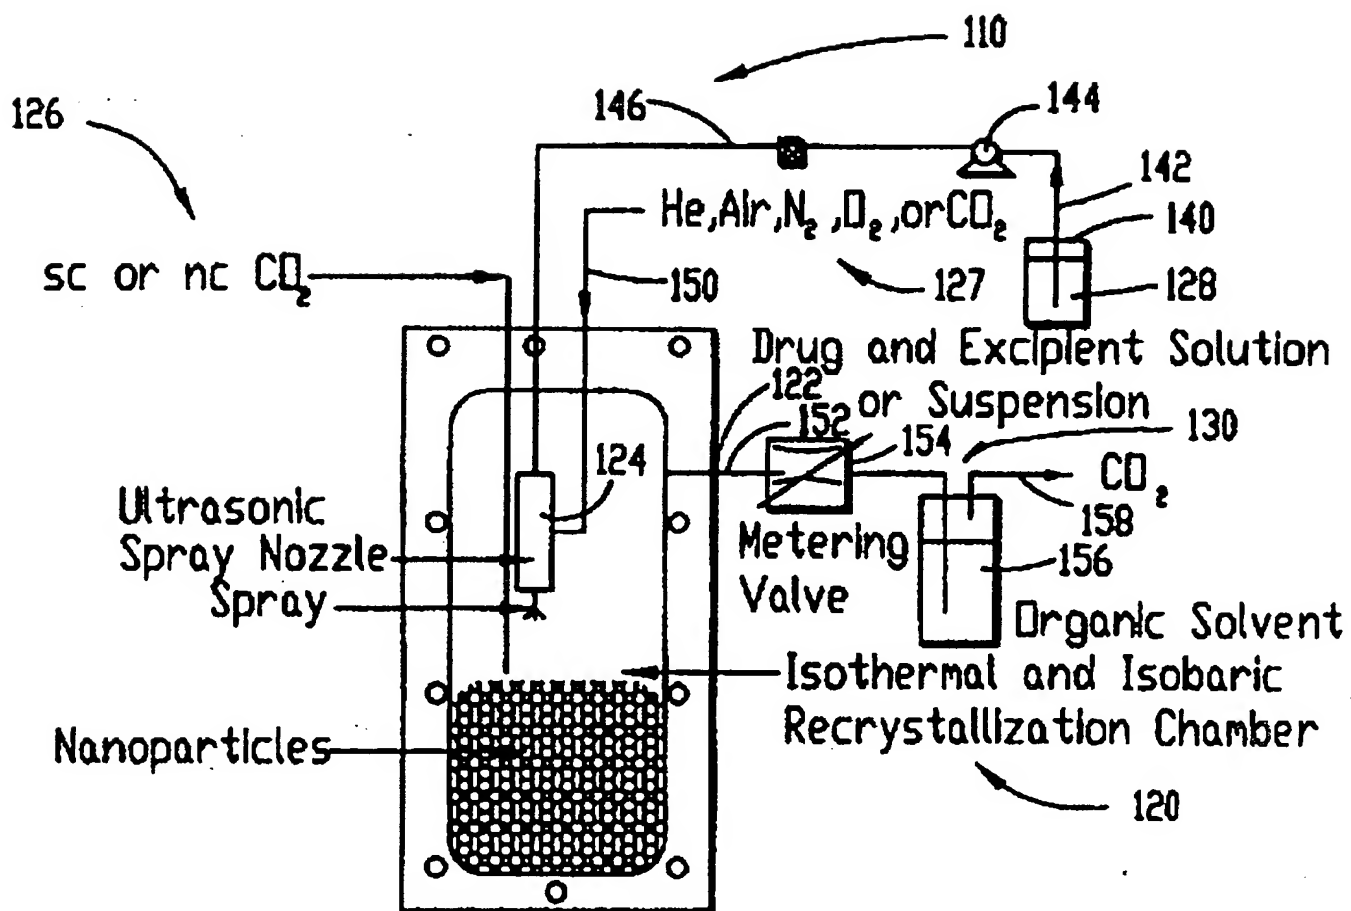 110
126
146
144
142
He,Air,N₂,O₂,orCO₂
140
sc or nc CO₂
150
127
128
Drug and Excipient Solution
122
or Suspension
152
154
130
124
CO₂
158
Ultrasonic
Spray Nozzle
Metering
Valve
156
Spray
Organic Solvent
Isothermal and Isobaric
Recrystallization Chamber
Nanoparticles
120